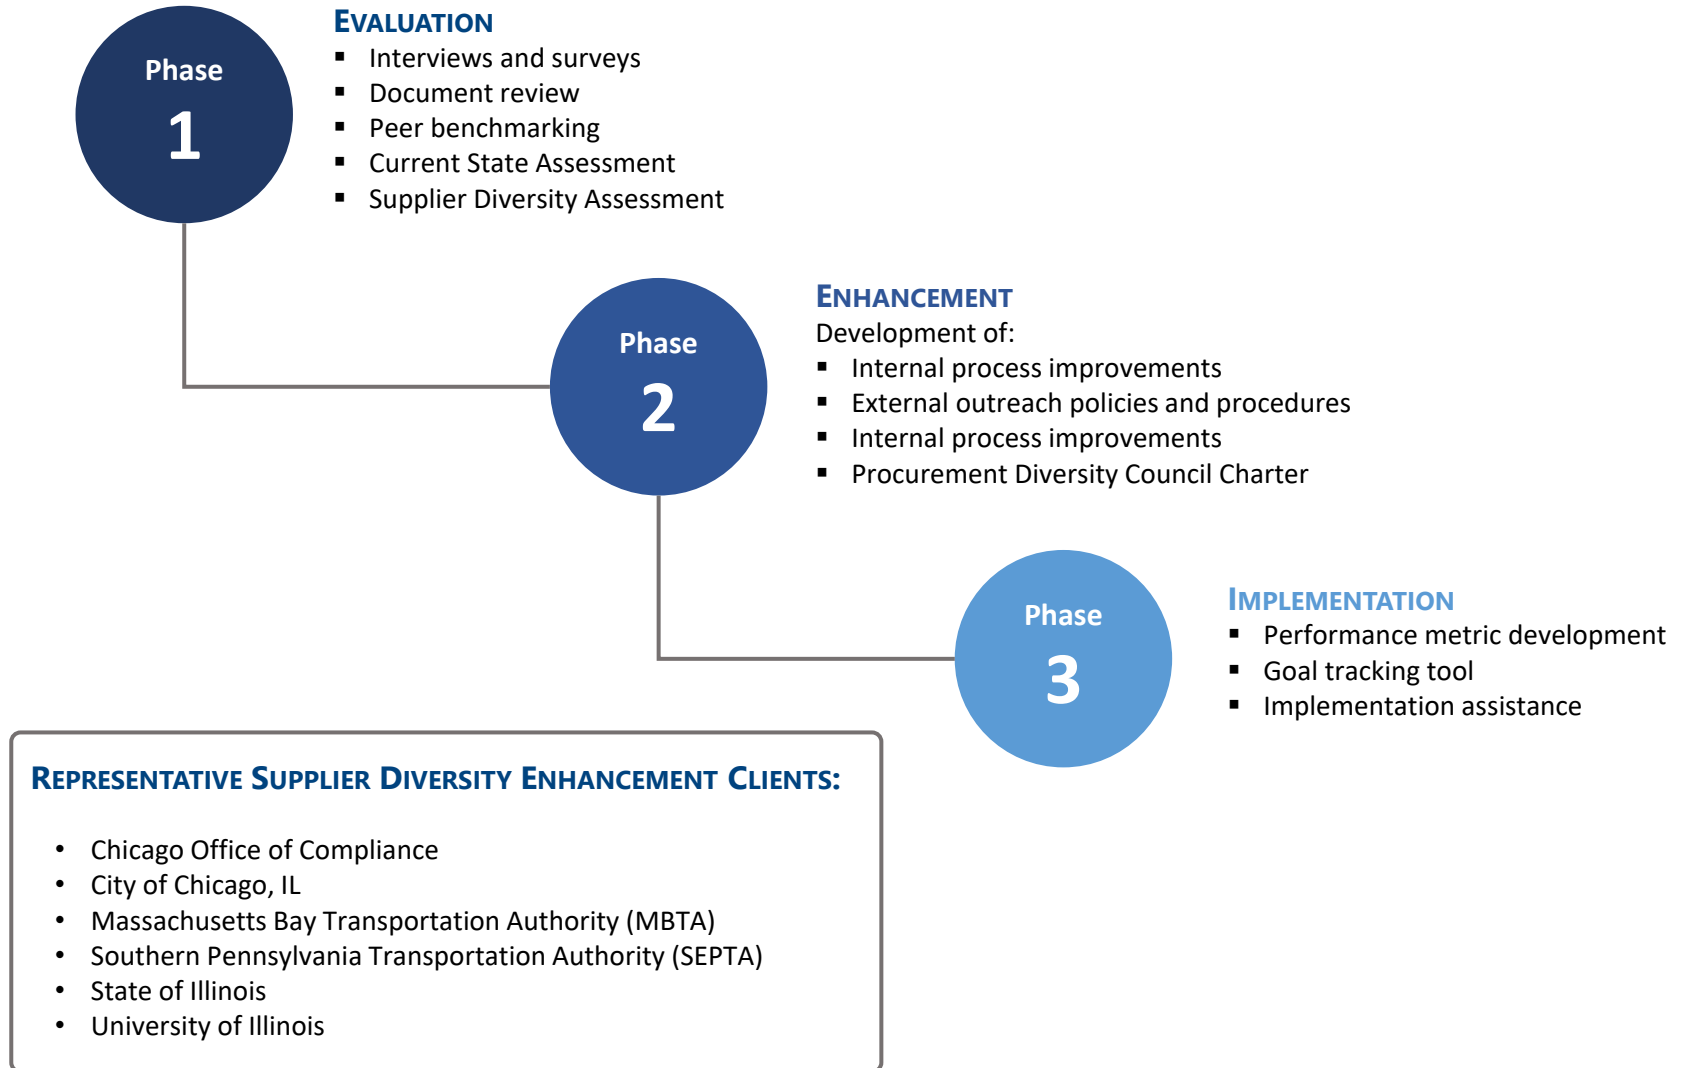 Phase
1
EVALUATION
▪ Interviews and surveys
▪ Document review
▪ Peer benchmarking
▪ Current State Assessment
▪ Supplier Diversity Assessment
Phase
2
ENHANCEMENT
Development of:
▪ Internal process improvements
▪ External outreach policies and procedures
▪ Internal process improvements
▪ Procurement Diversity Council Charter
Phase
3
IMPLEMENTATION
▪ Performance metric development
▪ Goal tracking tool
▪ Implementation assistance
REPRESENTATIVE SUPPLIER DIVERSITY ENHANCEMENT CLIENTS:
• Chicago Office of Compliance
• City of Chicago, IL
• Massachusetts Bay Transportation Authority (MBTA)
• Southern Pennsylvania Transportation Authority (SEPTA)
• State of Illinois
• University of Illinois